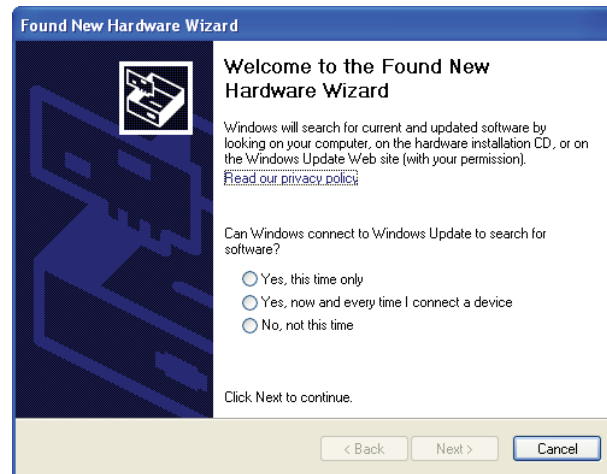 Found New Hardware Wizard
Welcome to the Found New
Hardware Wizard
Windows will search for current and updated software by
looking on your computer, on the hardware installation CD, or on
the Windows Update Web site (with your permission).
Read our privacy policy
Can Windows connect to Windows Update to search for
software?
Yes, this time only
Yes, now and every time I connect a device
No, not this time
Click Next to continue.
< Back Next > Cancel